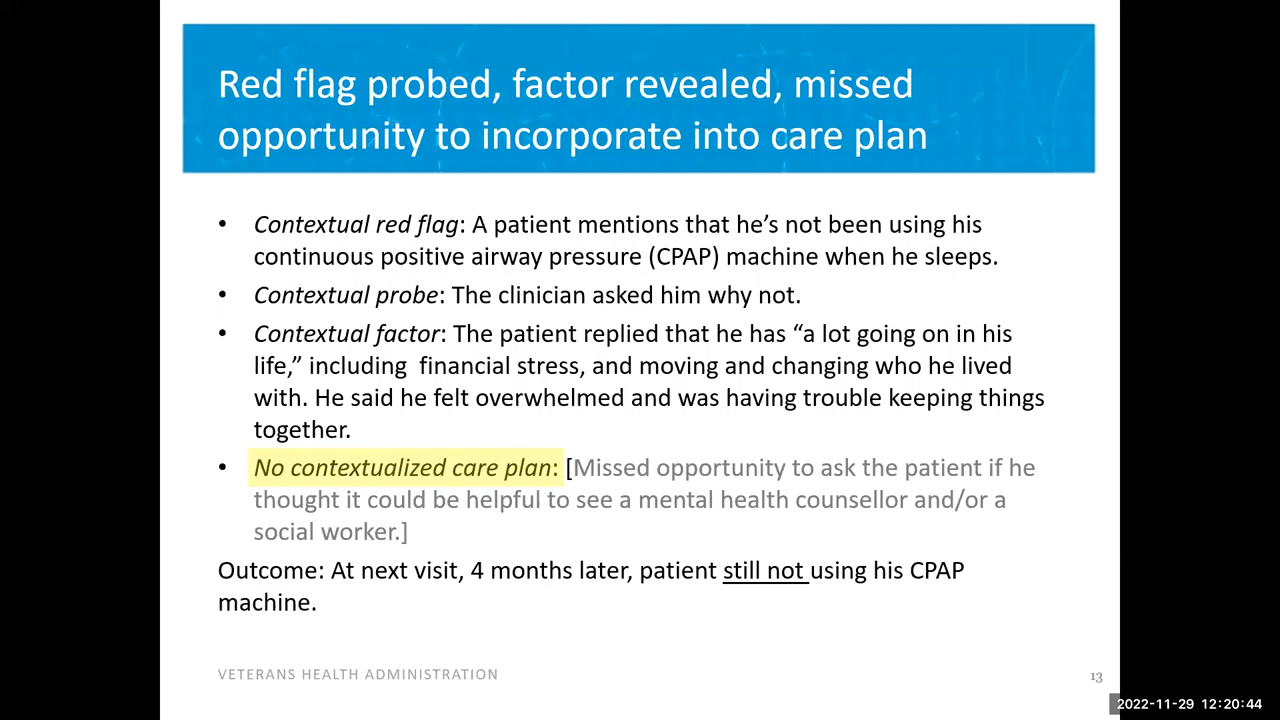 Red flag probed, factor revealed, missed
opportunity to incorporate into care plan
• Contextual red flag: A patient mentions that he’s not been using his
continuous positive airway pressure (CPAP) machine when he sleeps.
• Contextual probe: The clinician asked him why not.
• Contextual factor: The patient replied that he has “a lot going on in his
life,” including  financial stress, and moving and changing who he lived
with. He said he felt overwhelmed and was having trouble keeping things
together.
• No contextualized care plan: [Missed opportunity to ask the patient if he
thought it could be helpful to see a mental health counsellor and/or a
social worker.]
Outcome: At next visit, 4 months later, patient still not using his CPAP
machine.
VETERANS HEALTH ADMINISTRATION
13
2022-11-29 12:20:44